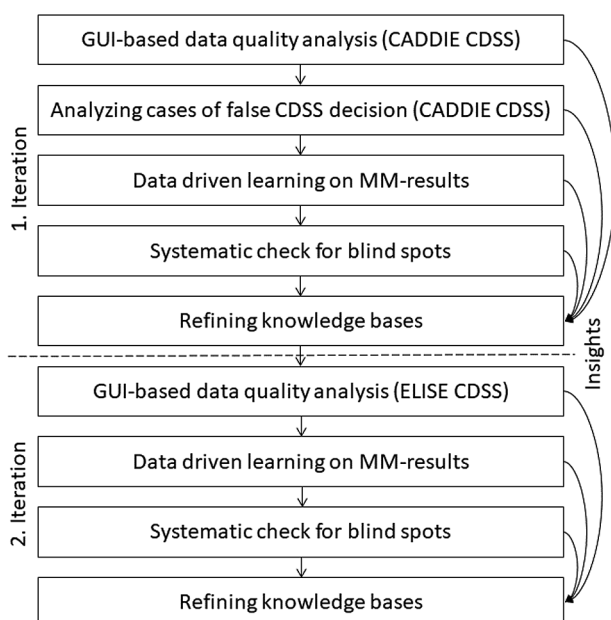 GUI-based data quality analysis (CADDIE CDSS)
Analyzing cases of false CDSS decision (CADDIE CDSS)
Data driven learning on MM-results
Systematic check for blind spots
Refining knowledge bases
1. Iteration
GUI-based data quality analysis (ELISE CDSS)
Data driven learning on MM-results
Systematic check for blind spots
Refining knowledge bases
2. Iteration
Insights